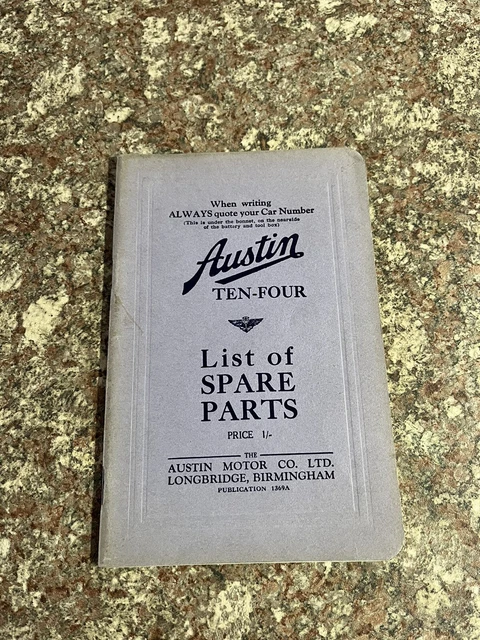 When writing
ALWAYS quote your Car Number
(This is under the bonnet, on the nearside
of the battery and tool box)
Austin
TEN-FOUR
List of
SPARE
PARTS
PRICE 1/-
THE
AUSTIN MOTOR CO. LTD.
LONGBRIDGE, BIRMINGHAM
PUBLICATION 1369A